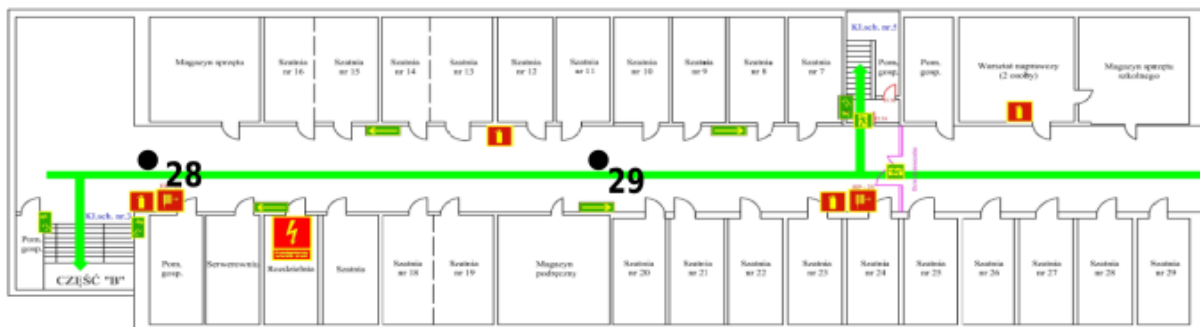 Kl.sch. nr.5
Magazyn sprzętu
Szatnia
nr 16
Szatnia
nr 15
Szatnia
nr 14
Szatnia
nr 13
Szatnia
nr 12
Szatnia
nr 11
Szatnia
nr 10
Szatnia
nr 9
Szatnia
nr 8
Szatnia
nr 7
Pom.
gosp.
Pom.
gosp.
Warsztat naprawczy
(2 osoby)
Magazyn sprzętu
szkolnego
28
29
Kl.sch. nr.3
Pom.
gosp.
CZĘŚĆ "B"
Pom.
gosp.
Serwerownia
Rozdzielnia
Szatnia
Szatnia
nr 18
Szatnia
nr 19
Magazyn
podręczny
Szatnia
nr 20
Szatnia
nr 21
Szatnia
nr 22
Szatnia
nr 23
Szatnia
nr 24
Szatnia
nr 25
Szatnia
nr 26
Szatnia
nr 27
Szatnia
nr 28
Szatnia
nr 29